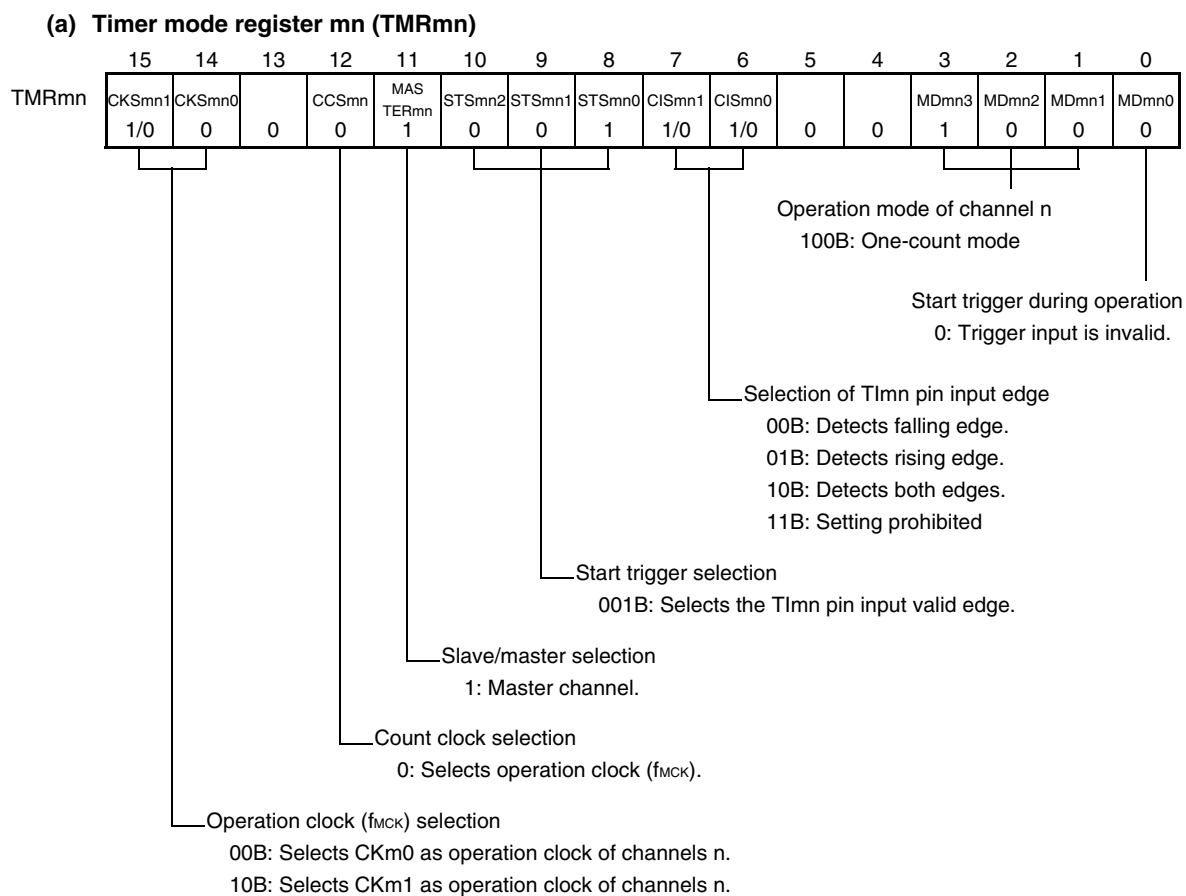 (a) Timer mode register mn (TMRmn)
15 14 13 12 11 10 9 8 7 6 5 4 3 2 1 0
TMRmn CKSmn1 CKSmn0 CCSmn MAS TERmn STSmn2 STSmn1 STSmn0 CISmn1 CISmn0 MDmn3 MDmn2 MDmn1 MDmn0
1/0 0 0 0 1 0 0 1 1/0 1/0 0 0 1 0 0 0
Operation mode of channel n
100B: One-count mode
Start trigger during operation
0: Trigger input is invalid.
Selection of TImn pin input edge
00B: Detects falling edge.
01B: Detects rising edge.
10B: Detects both edges.
11B: Setting prohibited
Start trigger selection
001B: Selects the TImn pin input valid edge.
Slave/master selection
1: Master channel.
Count clock selection
0: Selects operation clock (fMCK).
Operation clock (fMCK) selection
00B: Selects CKm0 as operation clock of channels n.
10B: Selects CKm1 as operation clock of channels n.